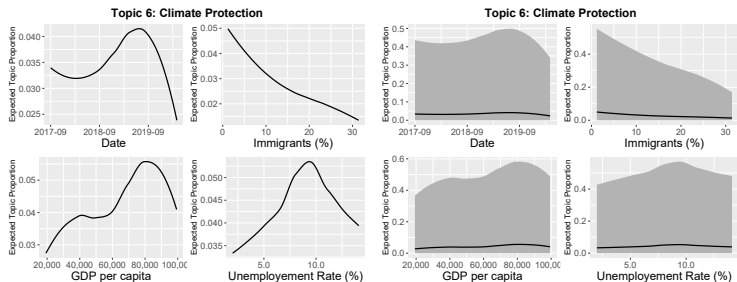 Topic 6: Climate Protection
Expected Topic Proportion
0.040
0.035
0.030
0.025
2017-09 2018-09 2019-09
Date
Expected Topic Proportion
0.05
0.04
0.03
0.02
0 10 20 30
Immigrants (%)
Expected Topic Proportion
0.05
0.04
0.03
20,000 40,000 60,000 80,000 100,00
GDP per capita
Expected Topic Proportion
0.050
0.045
0.040
0.035
5.0 10.0
Unemployement Rate (%)
Topic 6: Climate Protection
Expected Topic Proportion
0.5
0.4
0.3
0.2
0.1
0.0
2017-09 2018-09 2019-09
Date
Expected Topic Proportion
0.4
0.2
0.0
0 10 20 30
Immigrants (%)
Expected Topic Proportion
0.6
0.4
0.2
0.0
20,000 40,000 60,000 80,000 100,00
GDP per capita
Expected Topic Proportion
0.4
0.2
0.0
5.0 10.0
Unemployement Rate (%)